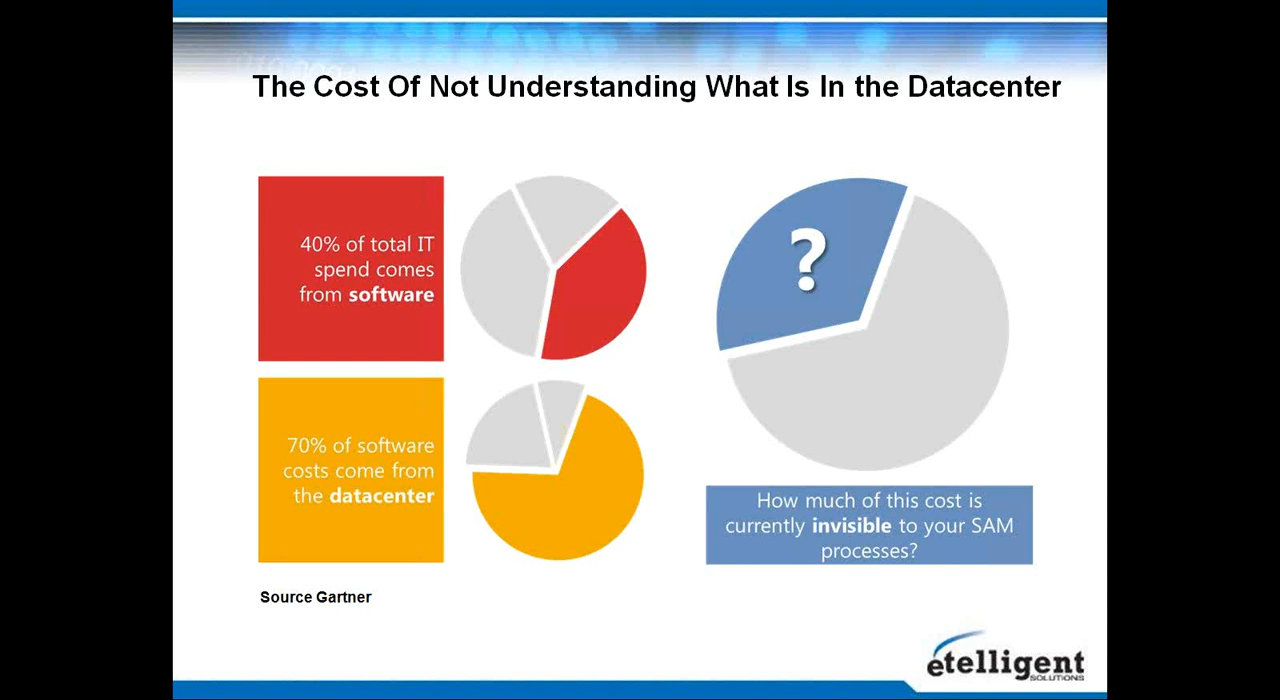 The Cost Of Not Understanding What Is In the Datacenter
40% of total IT
spend comes
from software
70% of software
costs come from
the datacenter
?
How much of this cost is
currently invisible to your SAM
processes?
Source Gartner
etelligent
SOLUTIONS